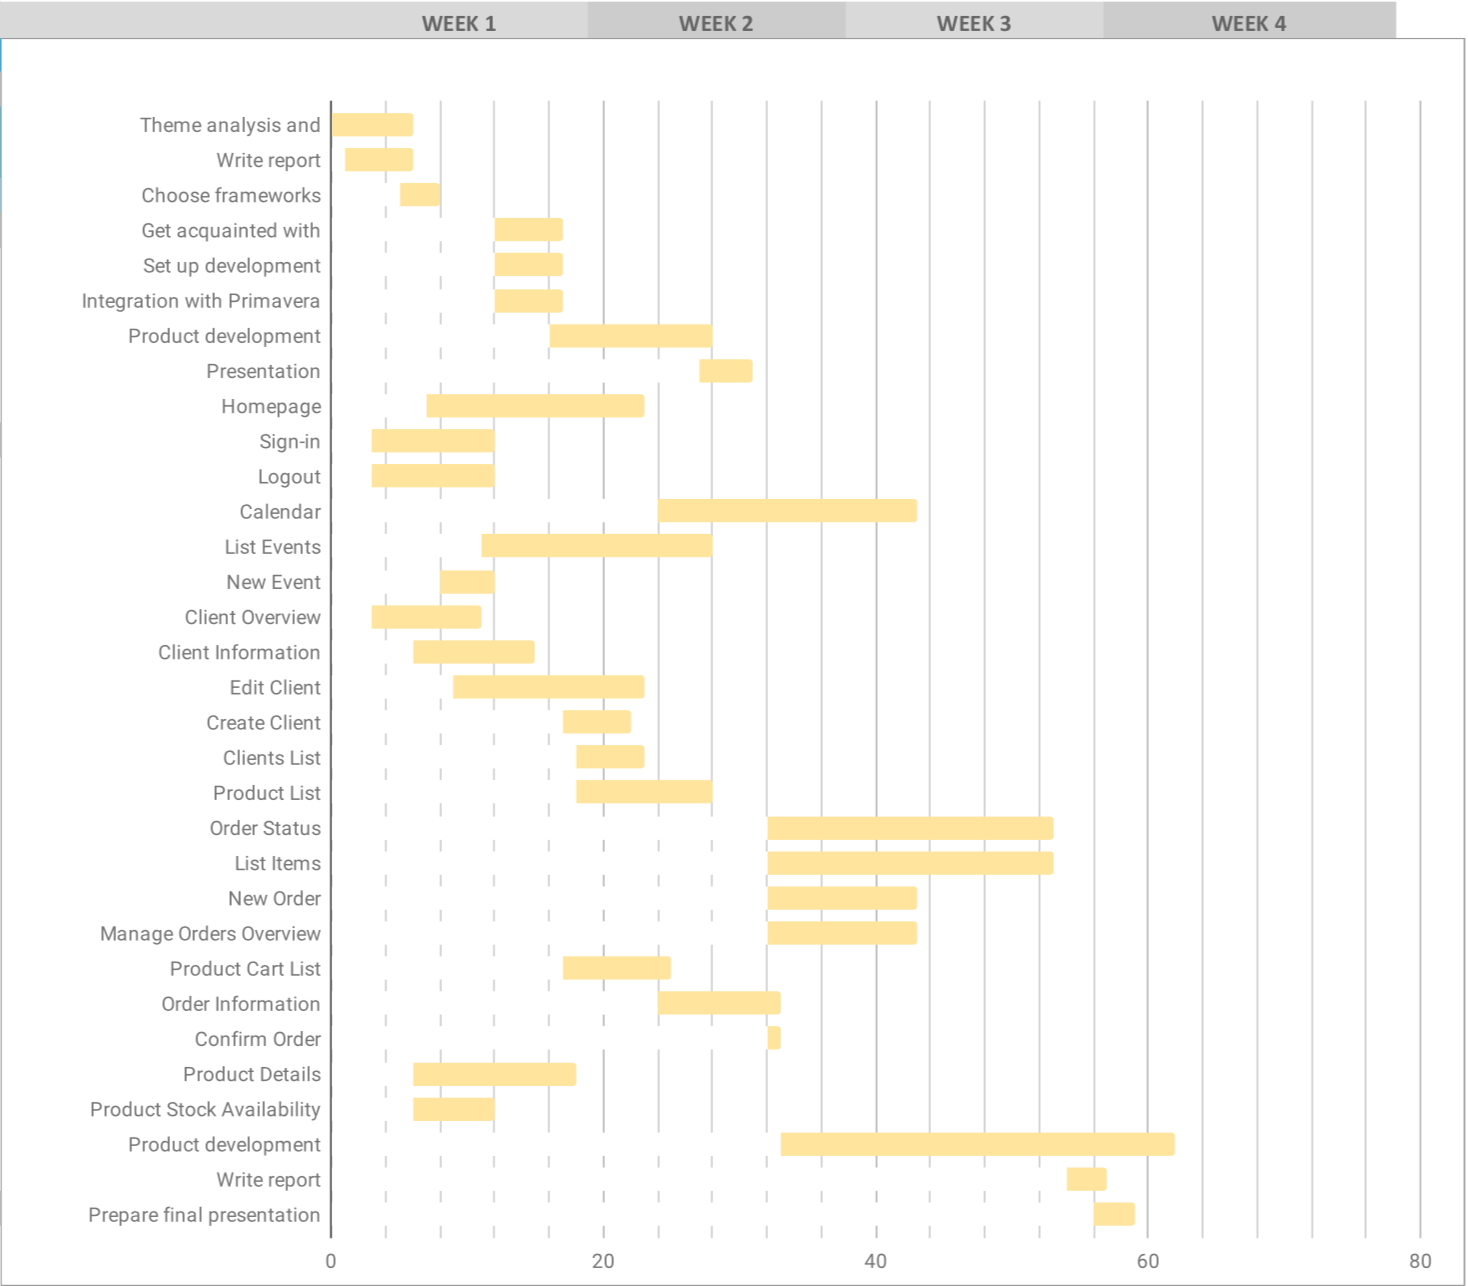 WEEK 1 WEEK 2 WEEK 3 WEEK 4
Theme analysis and
Write report
Choose frameworks
Get acquainted with
Set up development
Integration with Primavera
Product development
Presentation
Homepage
Sign-in
Logout
Calendar
List Events
New Event
Client Overview
Client Information
Edit Client
Create Client
Clients List
Product List
Order Status
List Items
New Order
Manage Orders Overview
Product Cart List
Order Information
Confirm Order
Product Details
Product Stock Availability
Product development
Write report
Prepare final presentation
0 20 40 60 80